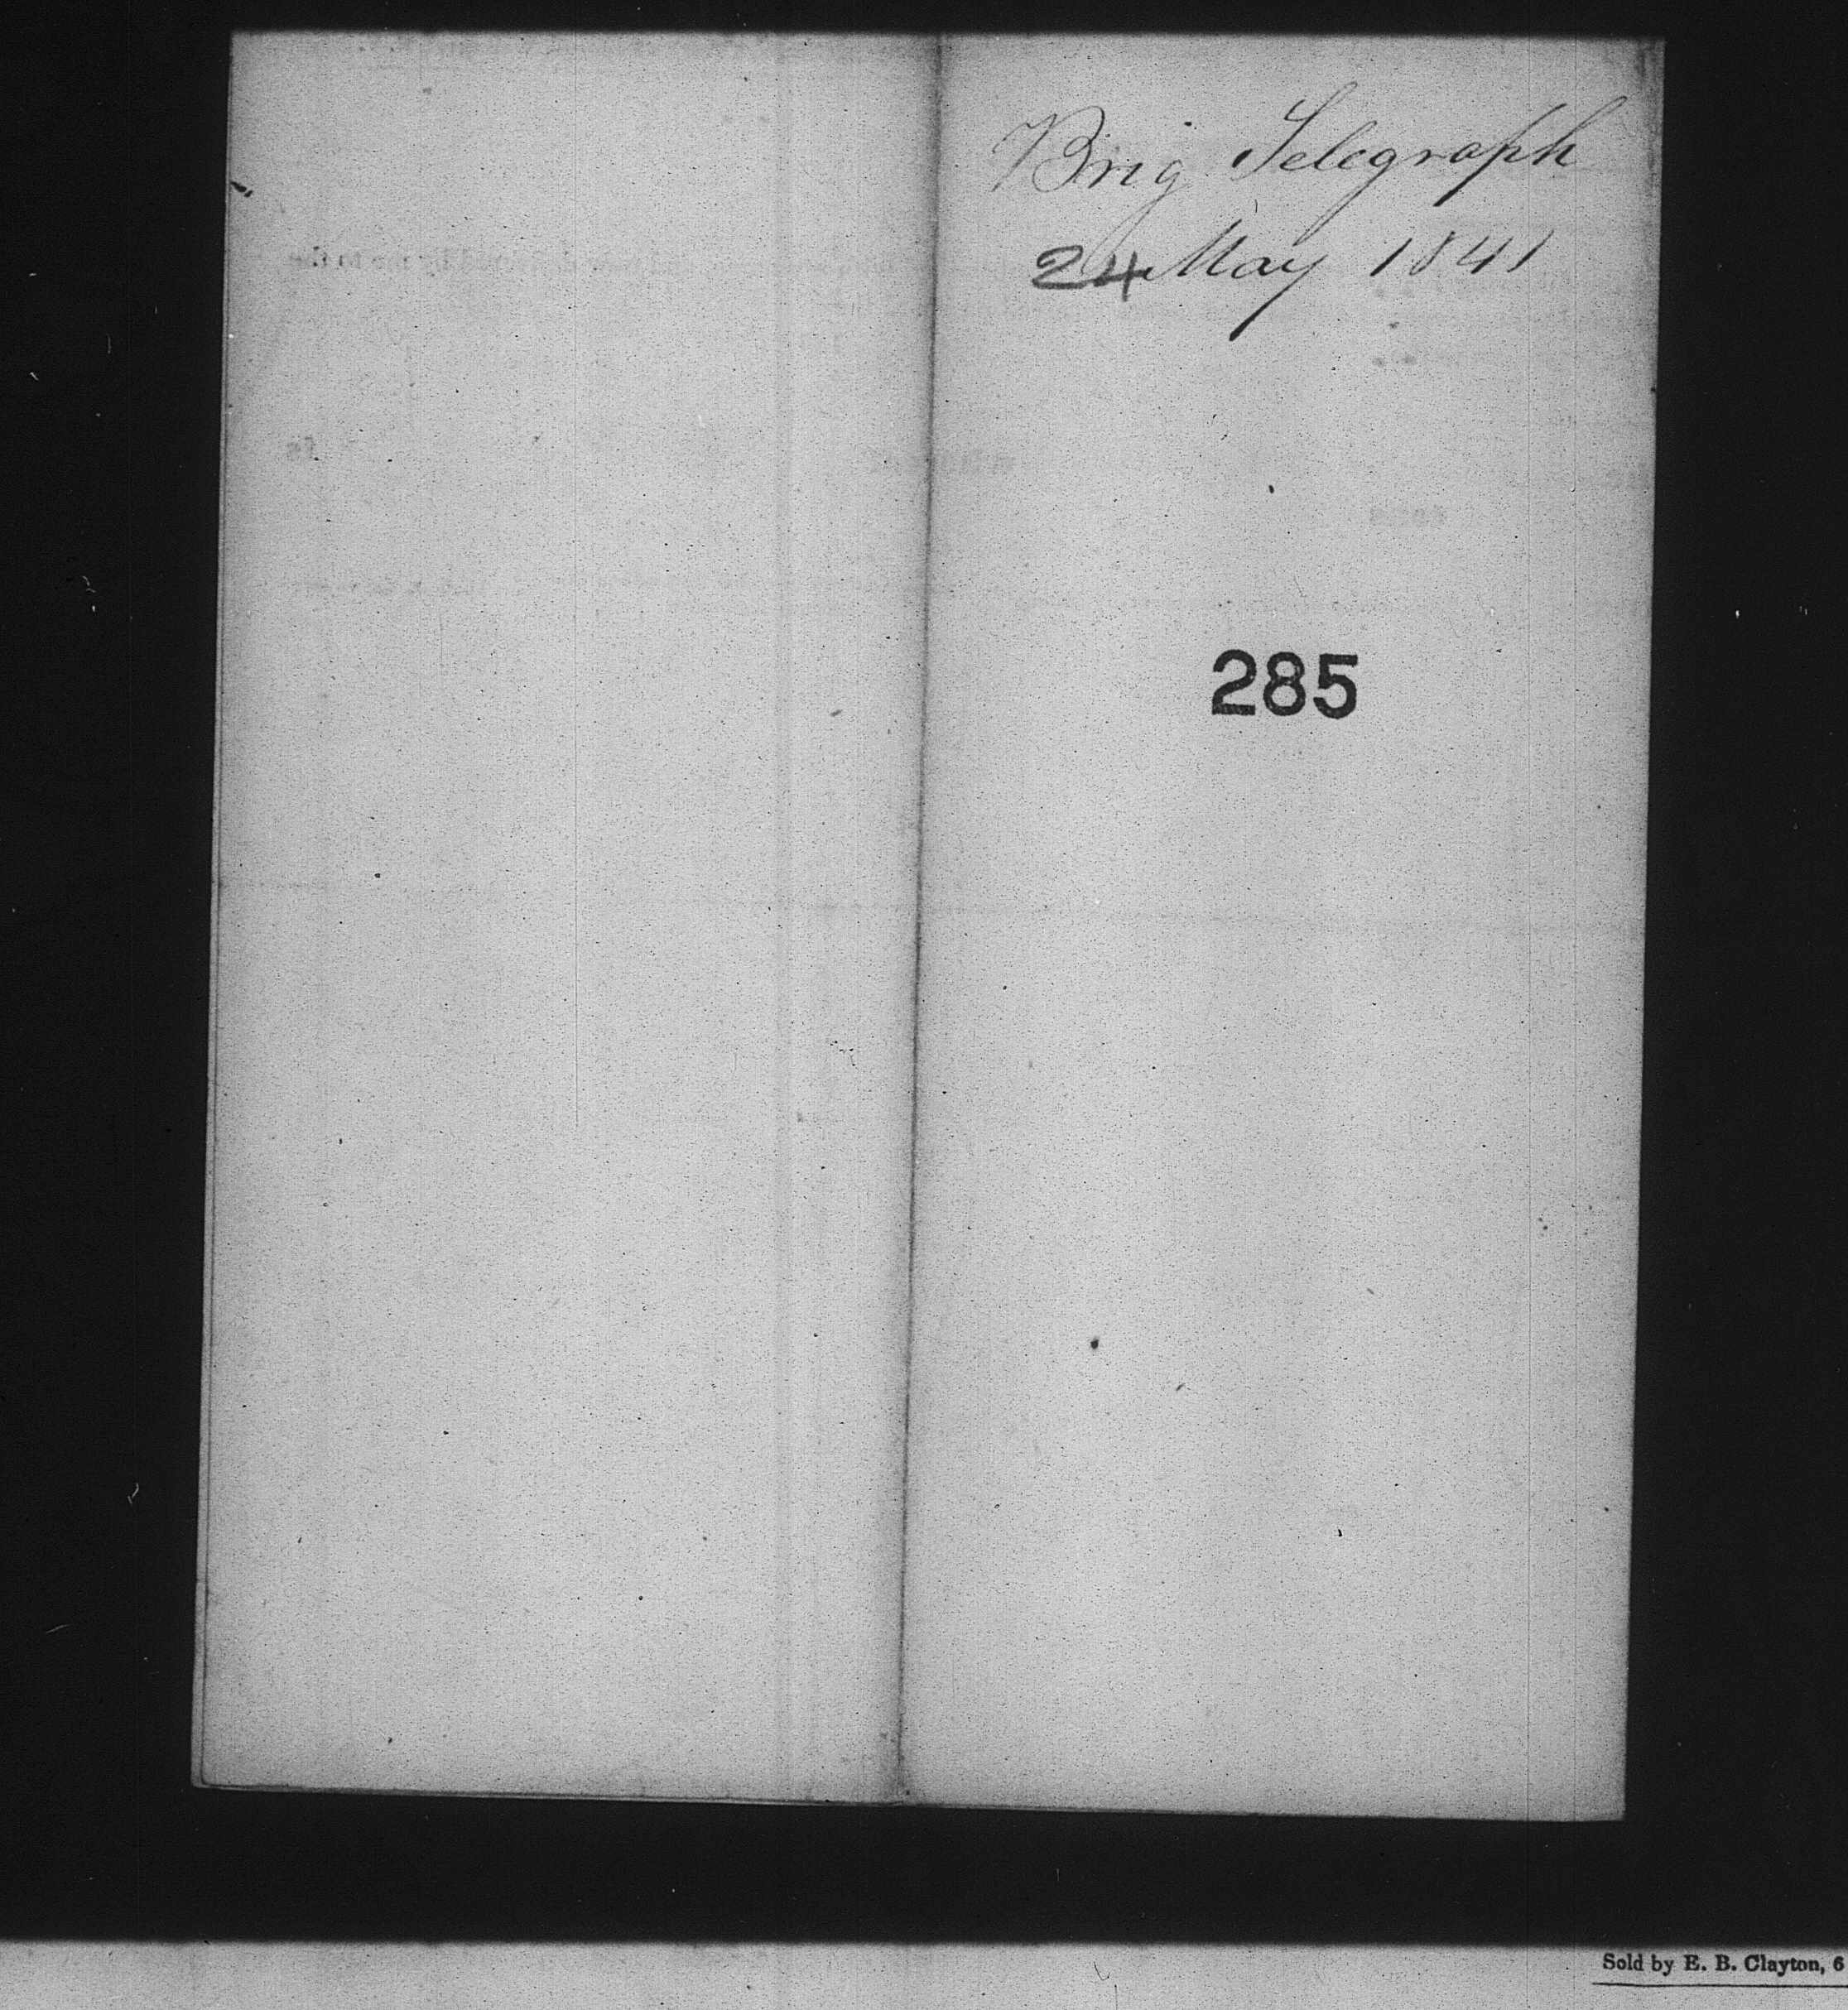 Brig Telegraph
24 May 1841
285
Sold by E. B. Clayton, 6